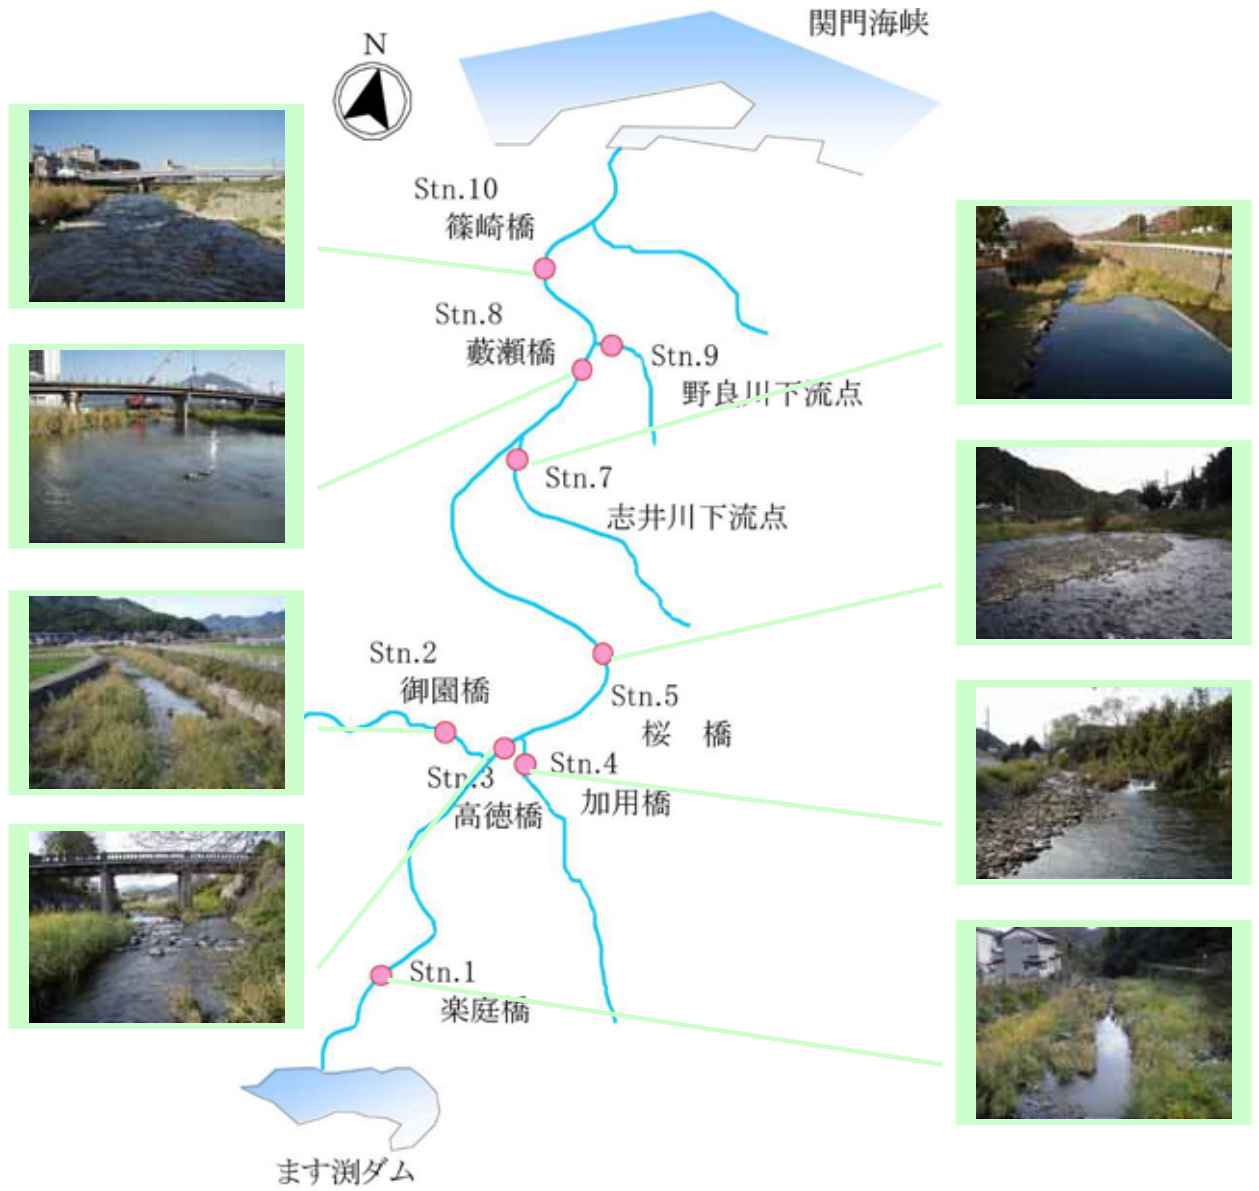 関門海峡
N
Stn.10
篠崎橋
Stn.8
藪瀬橋
Stn.9
野良川下流点
Stn.7
志井川下流点
Stn.2
御園橋
Stn.5
桜　橋
Stn.3
高徳橋
Stn.4
加用橋
Stn.1
楽庭橋
ます渕ダム